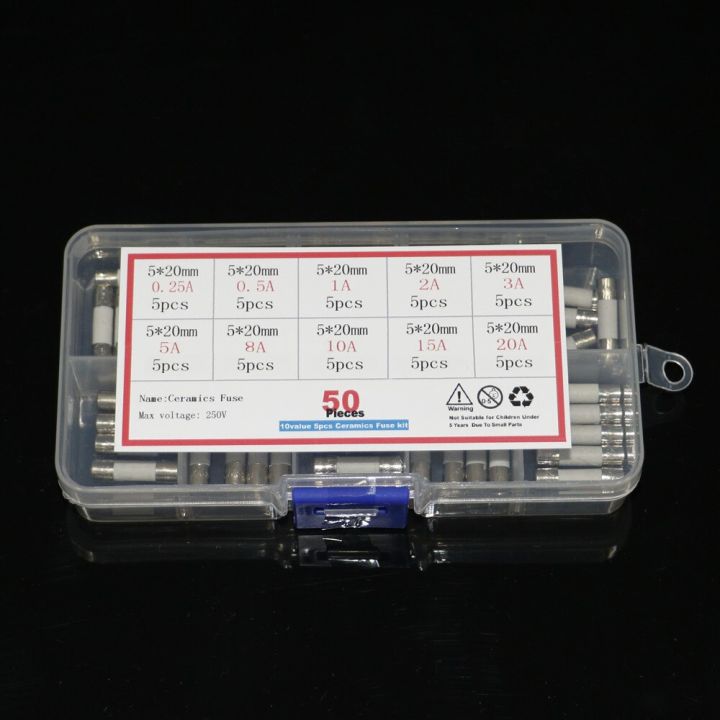 5*20mm 5*20mm 5*20mm 5*20mm 5*20mm
0.25A 0.5A 1A 2A 3A
5pcs 5pcs 5pcs 5pcs 5pcs
5*20mm 5*20mm 5*20mm 5*20mm 5*20mm
5A 8A 10A 15A 20A
5pcs 5pcs 5pcs 5pcs 5pcs
Name:Ceramics Fuse
Max voltage: 250V
50
Pieces
10value 5pcs Ceramics Fuse kit
Warning
Not Suitable for Children Under
5 Years Due To Small Parts